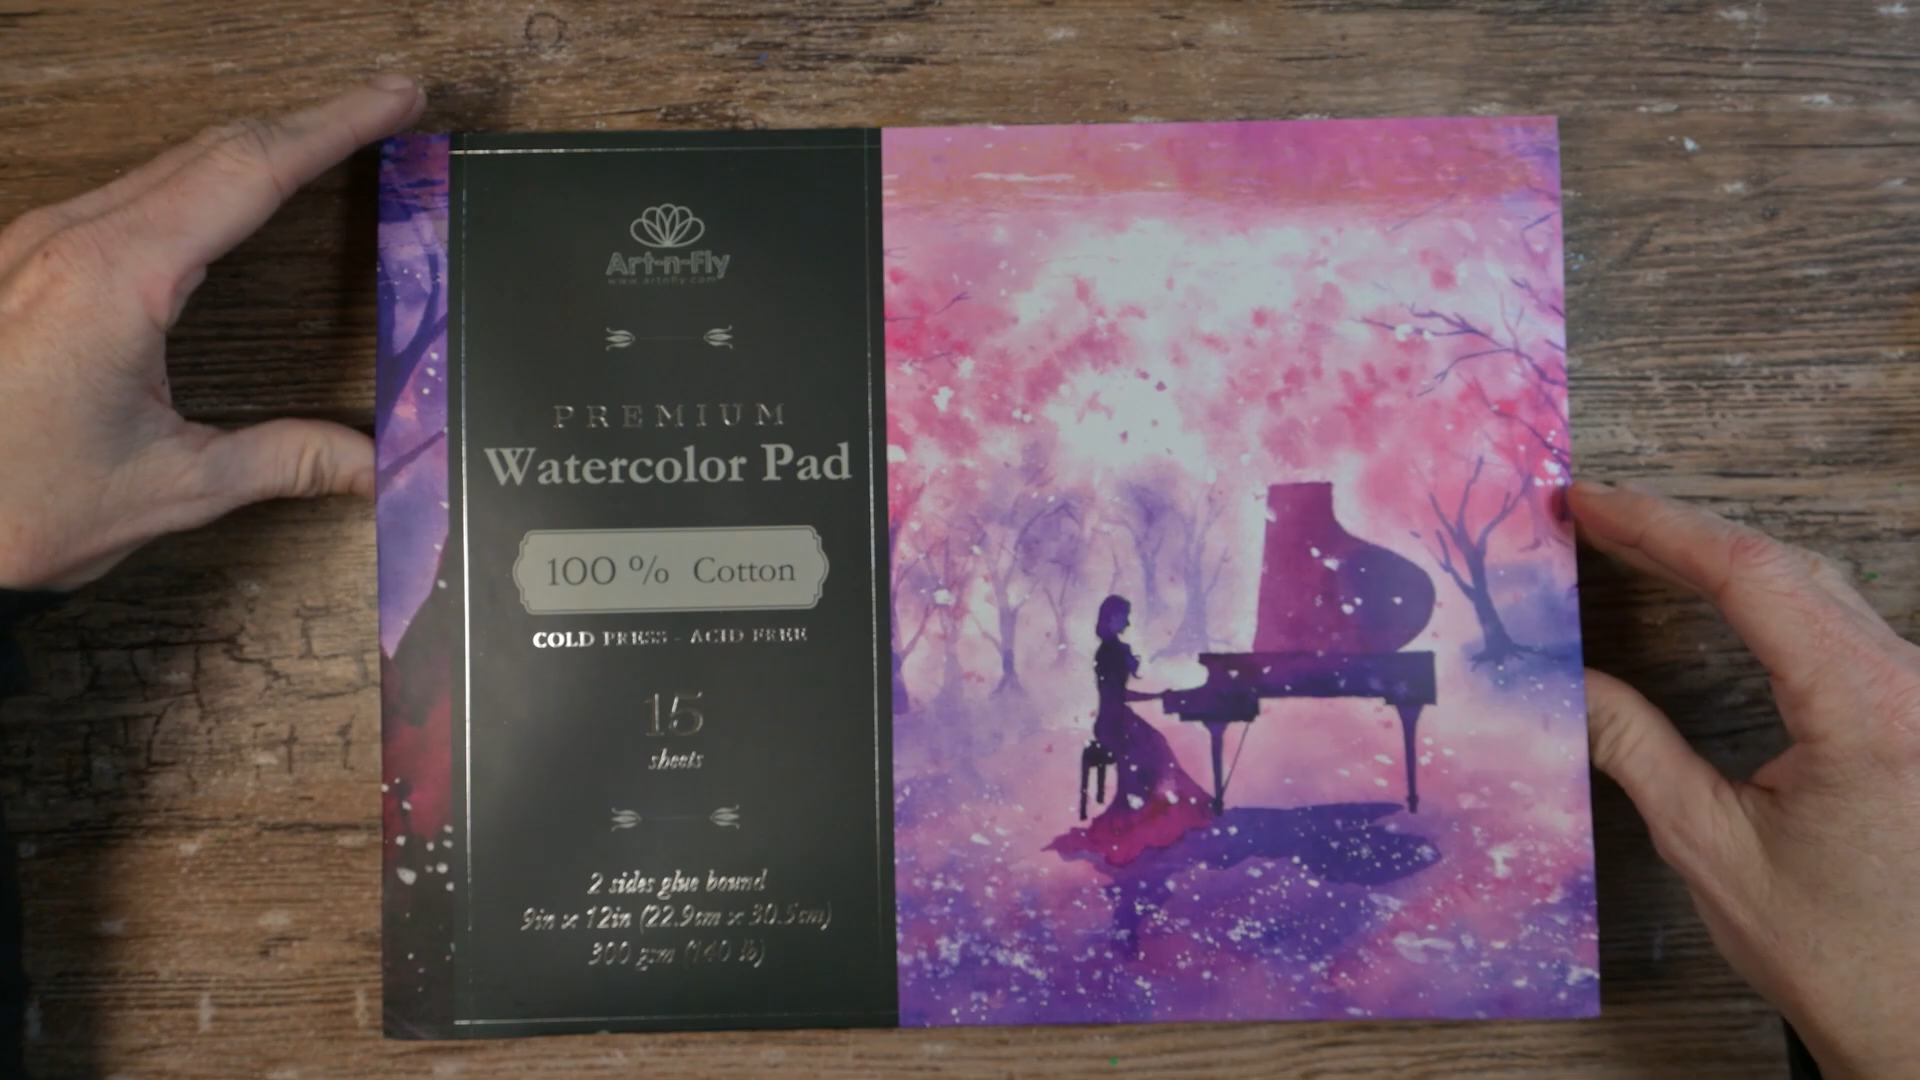 Art-n-Fly
www.artnfly.com
PREMIUM
Watercolor Pad
100 % Cotton
COLD PRESS - ACID FREE
15
sheets
2 sides glue bound
9in x 12in (22.9cm x 30.5cm)
300 gsm (140 lb)